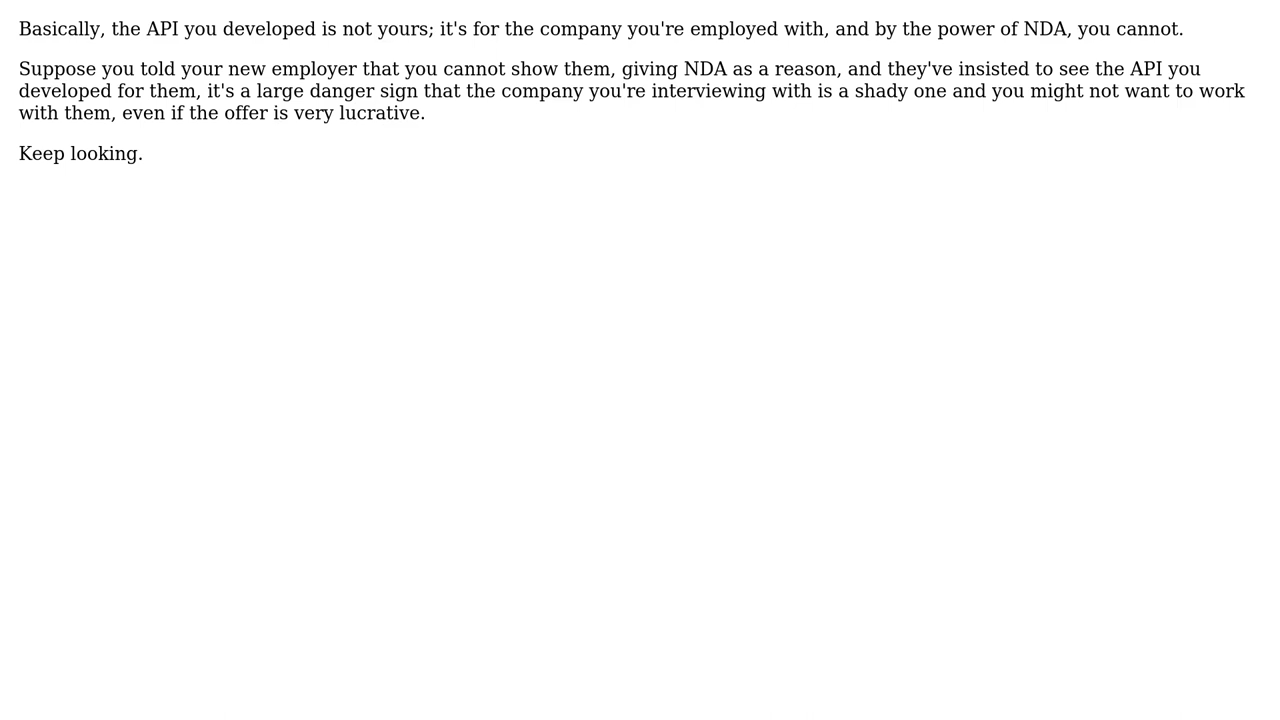 Basically, the API you developed is not yours; it's for the company you're employed with, and by the power of NDA, you cannot.
Suppose you told your new employer that you cannot show them, giving NDA as a reason, and they've insisted to see the API you
developed for them, it's a large danger sign that the company you're interviewing with is a shady one and you might not want to work
with them, even if the offer is very lucrative.
Keep looking.